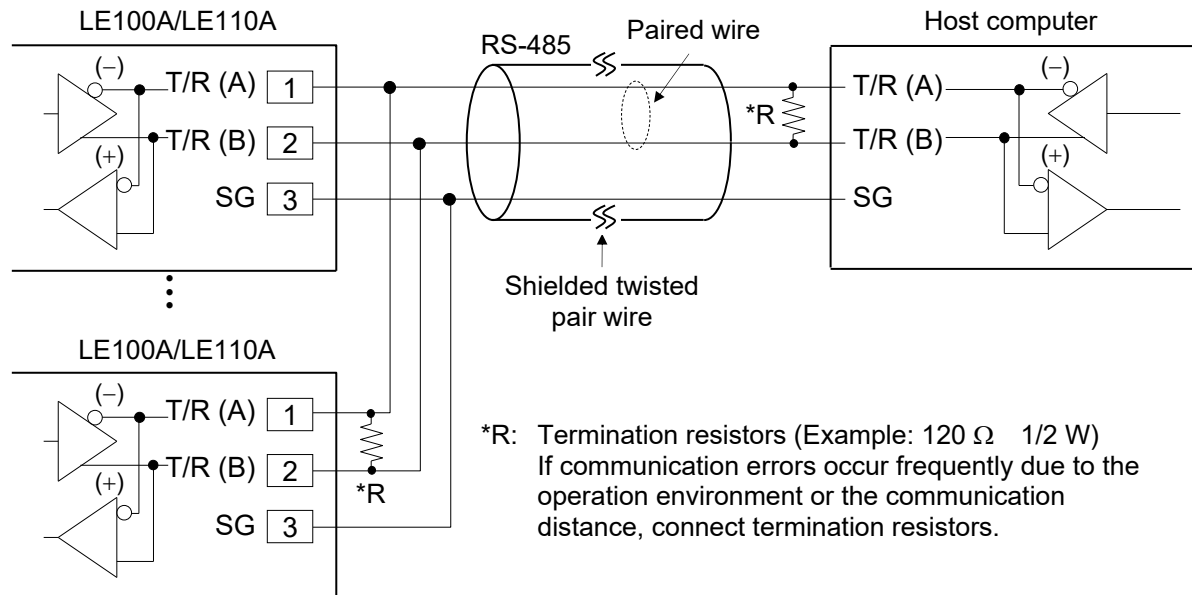 LE100A/LE110A
(−)
T/R (A) 1
T/R (B) 2
(+)
SG 3
RS-485
Paired wire
*R
Shielded twisted
pair wire
Host computer
T/R (A)
(−)
T/R (B)
(+)
SG
LE100A/LE110A
(−)
T/R (A) 1
T/R (B) 2
(+)
*R
SG 3
*R: Termination resistors (Example: 120 Ω 1/2 W)
If communication errors occur frequently due to the
operation environment or the communication
distance, connect termination resistors.